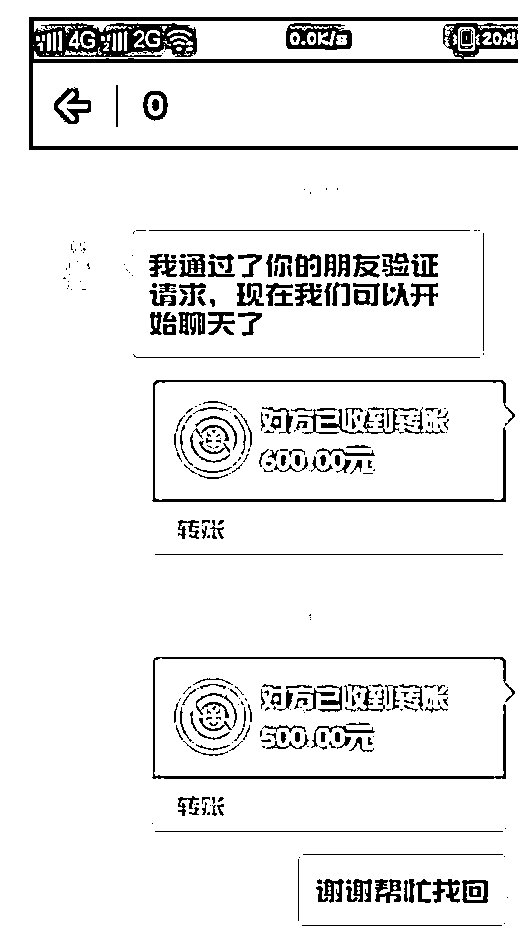 4G 2G 0.0K/s 20:4
0
我通过了你的朋友验证
请求，现在我们可以开
始聊天了
对方已收到转账
600.00元
转账
对方已收到转账
500.00元
转账
谢谢帮忙找回